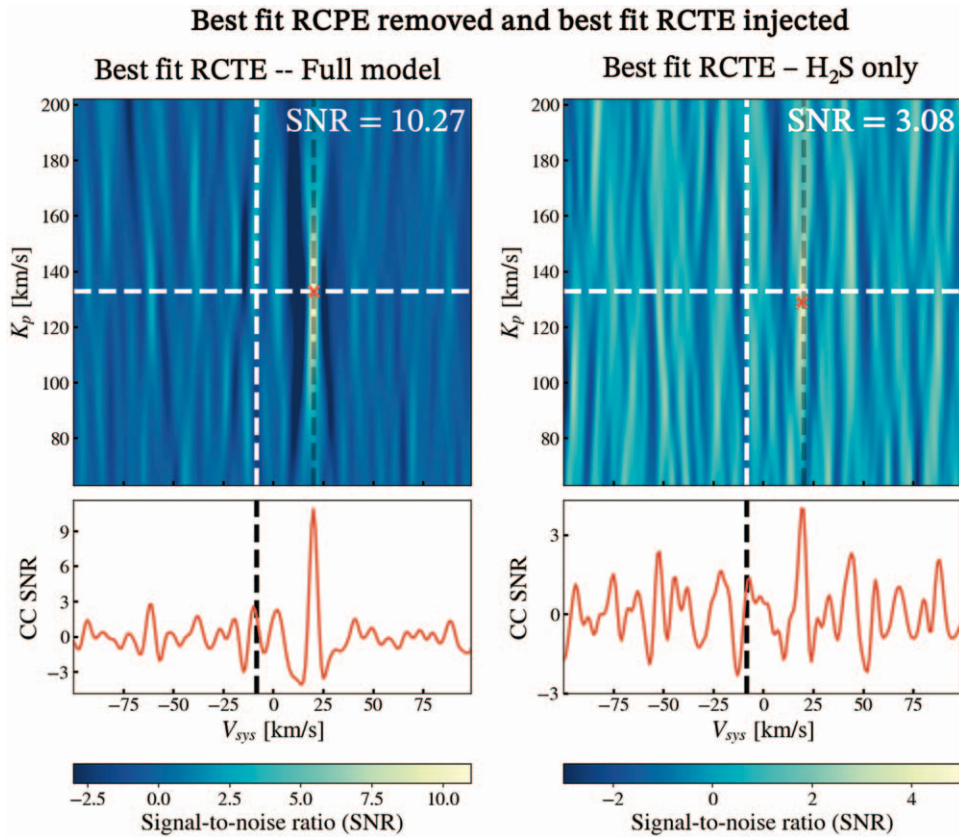 Best fit RCPE removed and best fit RCTE injected
Best fit RCTE -- Full model
Best fit RCTE – H₂S only
SNR = 10.27
SNR = 3.08
200
180
160
140
120
100
80
Kₚ [km/s]
200
180
160
140
120
100
80
Kₚ [km/s]
9
6
3
0
−3
CC SNR
3
0
−3
CC SNR
−75 −50 −25 0 25 50 75
V_sys [km/s]
−75 −50 −25 0 25 50 75
V_sys [km/s]
−2.5 0.0 2.5 5.0 7.5 10.0
Signal-to-noise ratio (SNR)
−2 0 2 4
Signal-to-noise ratio (SNR)